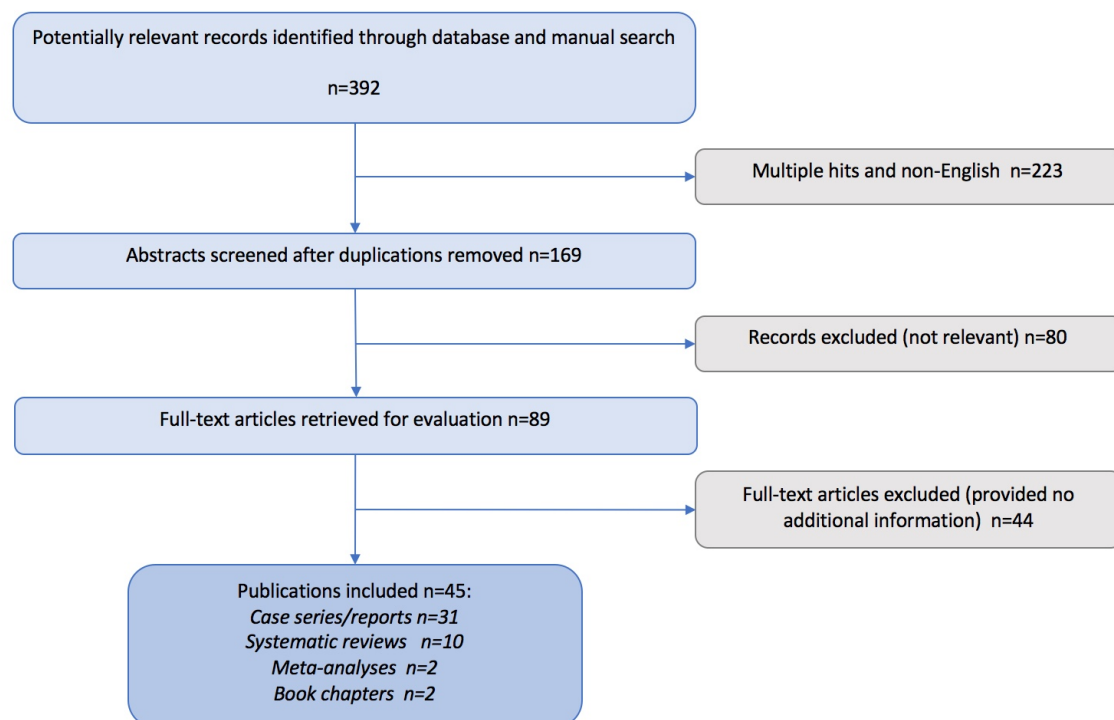 Potentially relevant records identified through database and manual search
n=392
Multiple hits and non-English n=223
Abstracts screened after duplications removed n=169
Records excluded (not relevant) n=80
Full-text articles retrieved for evaluation n=89
Full-text articles excluded (provided no
additional information) n=44
Publications included n=45:
Case series/reports n=31
Systematic reviews n=10
Meta-analyses n=2
Book chapters n=2